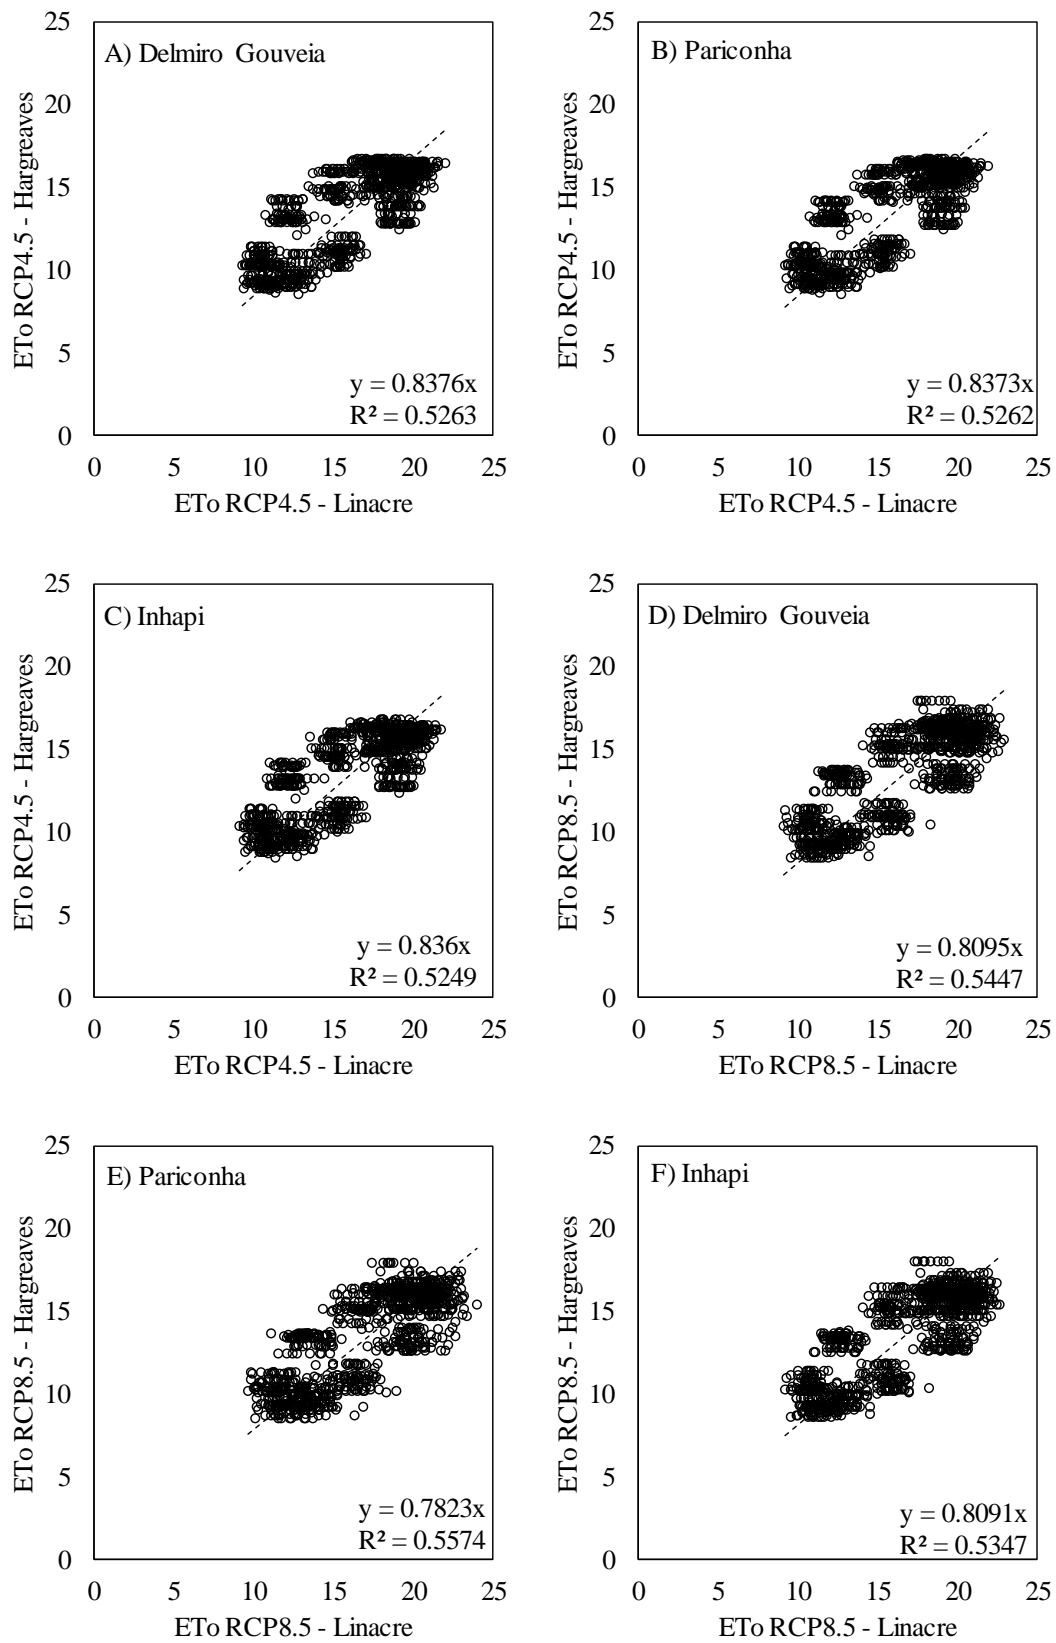 A) Delmiro Gouveia
ETo RCP4.5 - Hargreaves
25
20
15
10
5
0
y = 0.8376x
R² = 0.5263
0 5 10 15 20 25
ETo RCP4.5 - Linacre
B) Pariconha
ETo RCP4.5 - Hargreaves
25
20
15
10
5
0
y = 0.8373x
R² = 0.5262
0 5 10 15 20 25
ETo RCP4.5 - Linacre
C) Inhapi
ETo RCP4.5 - Hargreaves
25
20
15
10
5
0
y = 0.836x
R² = 0.5249
0 5 10 15 20 25
ETo RCP4.5 - Linacre
D) Delmiro Gouveia
ETo RCP8.5 - Hargreaves
25
20
15
10
5
0
y = 0.8095x
R² = 0.5447
0 5 10 15 20 25
ETo RCP8.5 - Linacre
E) Pariconha
ETo RCP8.5 - Hargreaves
25
20
15
10
5
0
y = 0.7823x
R² = 0.5574
0 5 10 15 20 25
ETo RCP8.5 - Linacre
F) Inhapi
ETo RCP8.5 - Hargreaves
25
20
15
10
5
0
y = 0.8091x
R² = 0.5347
0 5 10 15 20 25
ETo RCP8.5 - Linacre